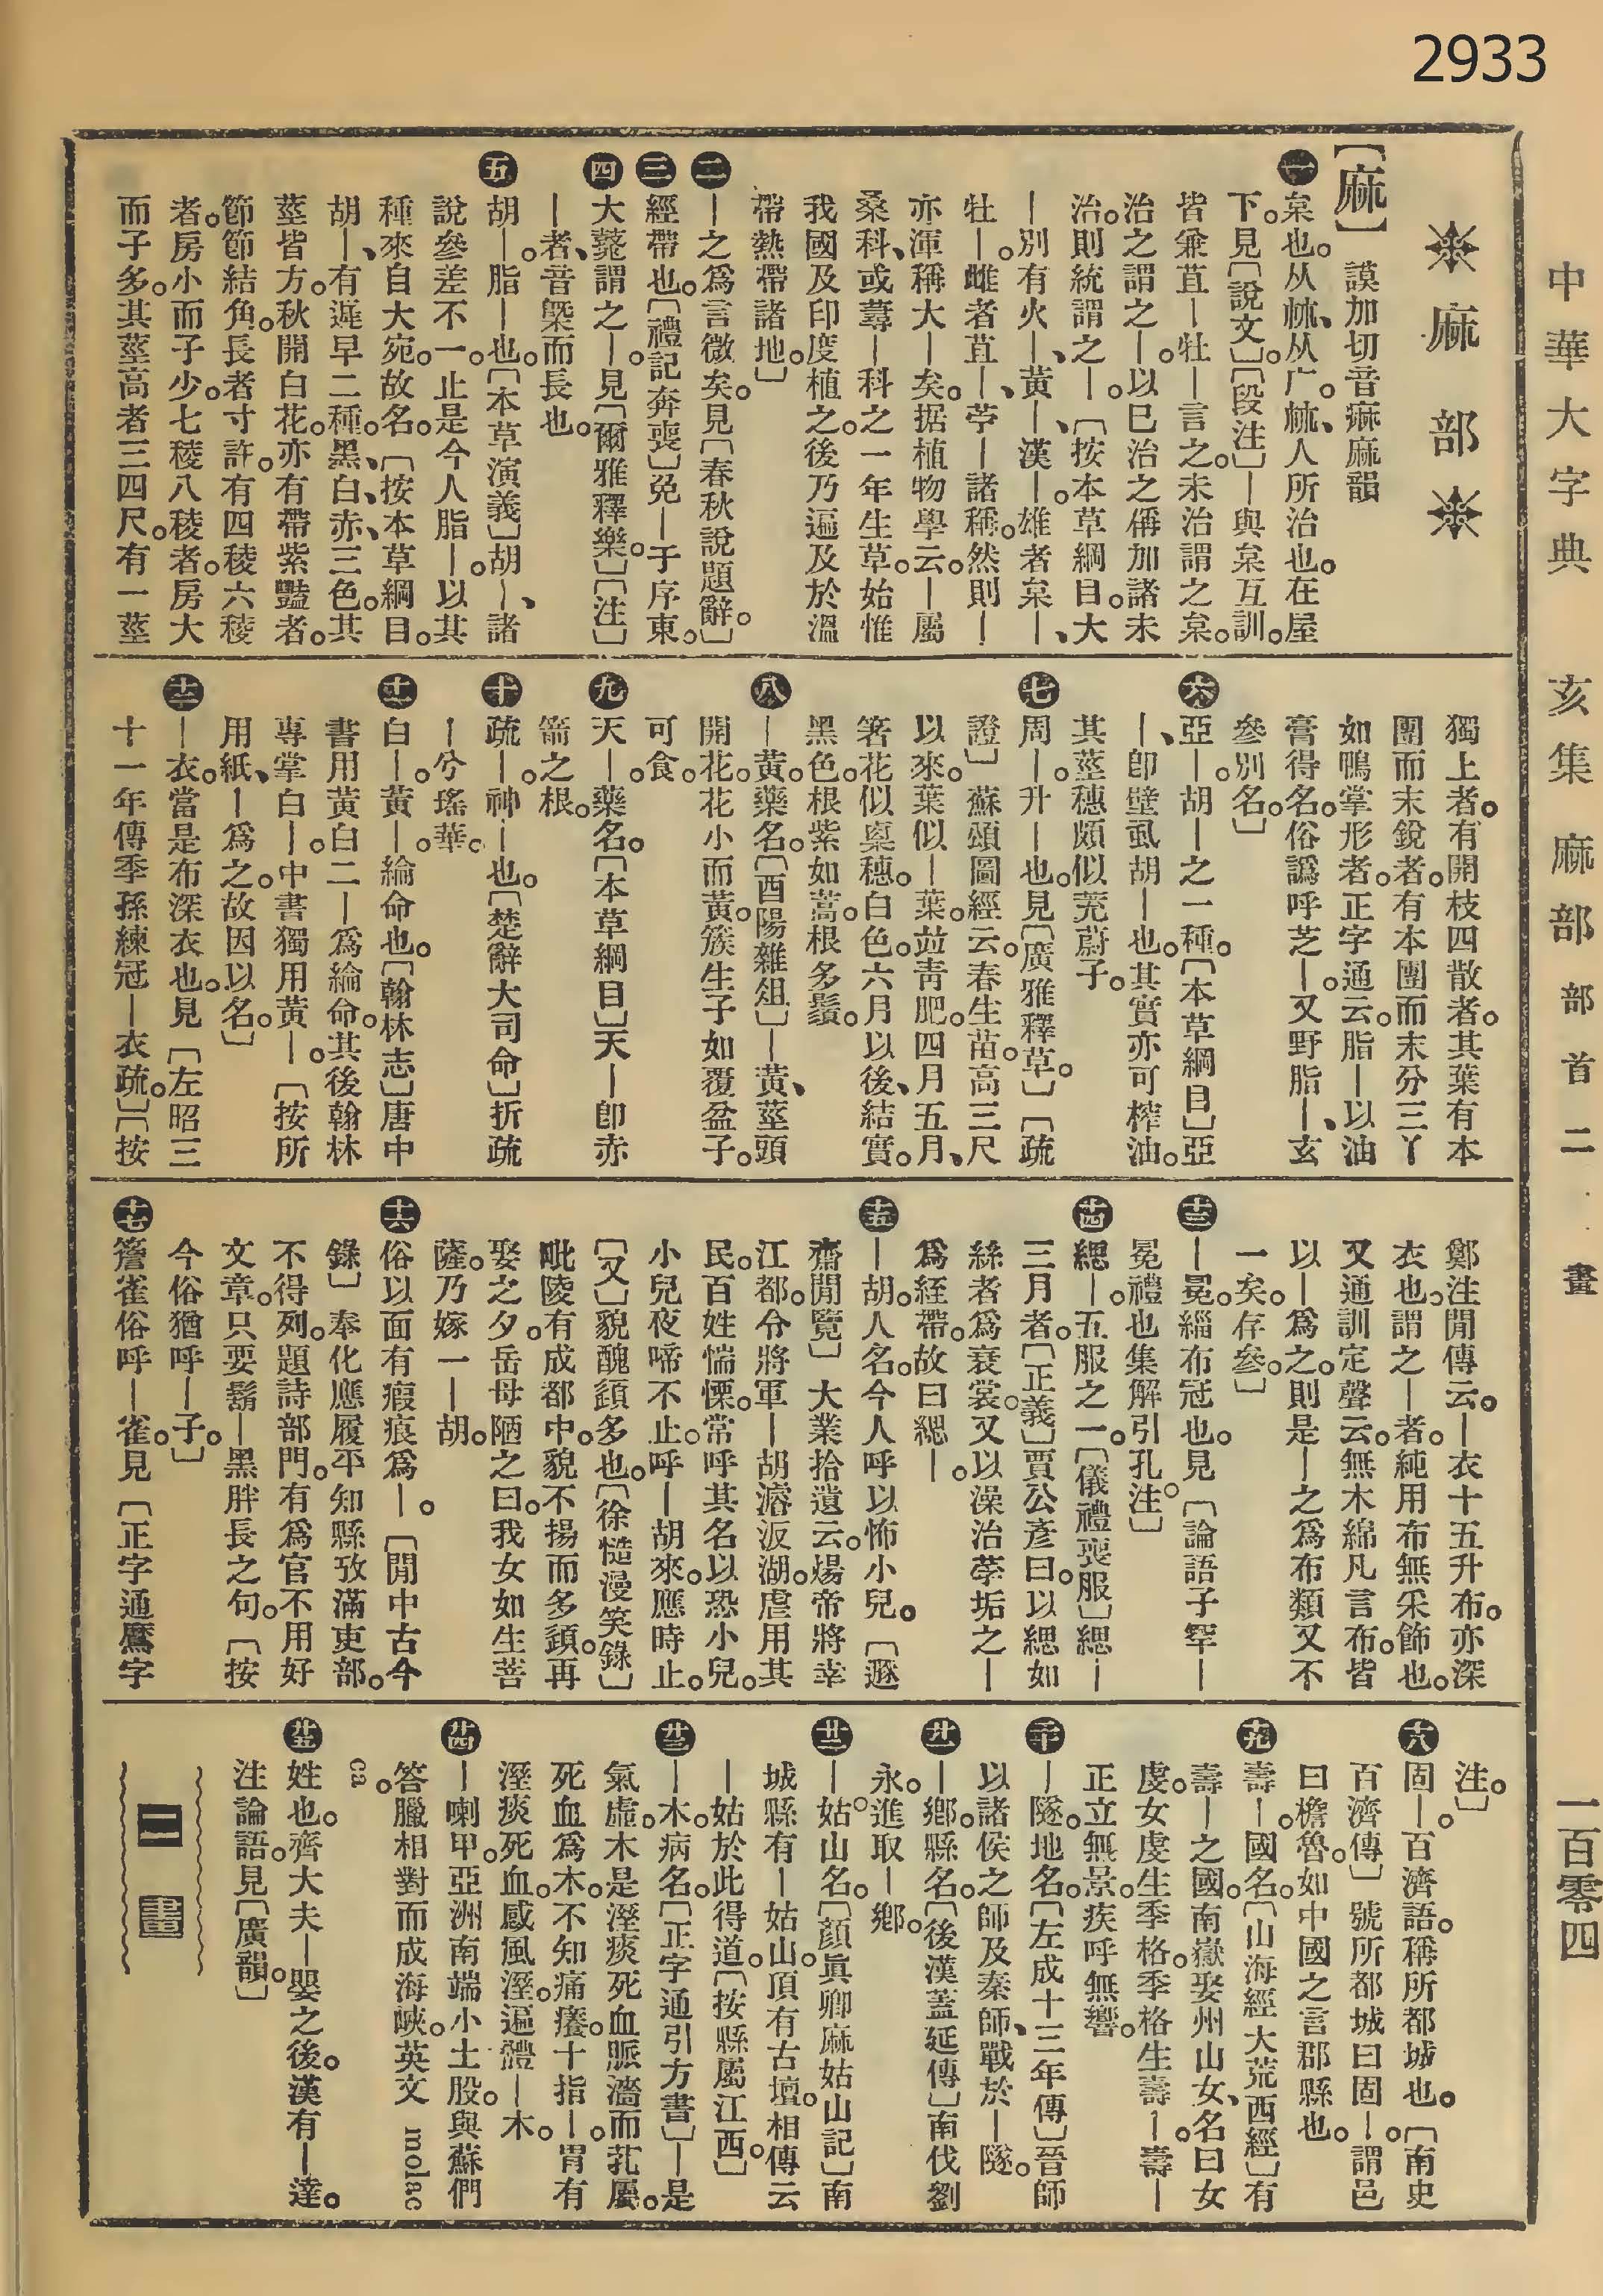 2933
中華大字典 亥集 麻部 部首 二畫 一百零四
麻部
〔麻〕 謨加切音痲麻韻
㊀枲也。从𣏟、从广。𣏟、人所治也。在屋
下。見〔說文〕。〔段注〕｜與枲互訓。
皆兼苴｜牡｜言之。未治謂之枲。
治之謂之｜。以已治之偁加諸未
治。則統謂之｜。〔按本草綱目。大
｜別有火｜、黃｜、漢｜。雄者枲｜、
牡｜。雌者苴｜、荸｜諸稱。然則｜
亦渾稱大｜矣。据植物學云。｜屬
桑科、或蕁｜科之一年生草。始惟
我國及印度植之。後乃遍及於溫
帶熱帶諸地。〕
㊁｜之爲言微矣。見〔春秋說題辭。〕
㊂經帶也。〔禮記奔喪〕免｜于序東。
㊃大鼗謂之｜。見〔爾雅釋樂。〕〔注〕
｜者、音槩而長也。
㊄胡｜。脂｜也。〔本草演義〕胡｜、諸
說參差不一。止是今人脂｜。以其
種來自大宛。故名。〔按本草綱目。
胡｜、有遲早二種。黑、白、赤三色。其
莖皆方。秋開白花。亦有帶紫豔者。
節節結角。長者寸許。有四稜六稜
者。房小而子少。七稜八稜者。房大
而子多。其莖高者三四尺。有一莖
獨上者。有開枝四散者。其葉有本
團而末銳者。有本團而末分三丫
如鴨掌形者。正字通云。脂｜、以油
膏得名。俗譌呼芝｜。又野脂｜、玄
參別名。〕
㊅亞｜。胡｜之一種。〔本草綱目〕亞
｜、卽壁虱胡｜也。其實亦可榨油。
其莖穗頗似茺蔚子。
㊆周｜。升｜也。見〔廣雅釋草。〕〔疏
證〕蘇頌圖經云。春生苗。高三尺
以來。葉似｜葉。竝青肥。四月五月、
箸花似粟穗。白色。六月以後、結實。
黑色。根紫如蒿。根多鬚。
㊇｜黃。藥名。〔酉陽雜俎〕｜黃、莖頭
開花。花小而黃。簇生子如覆盆子。
可食。
㊈天｜。藥名。〔本草綱目〕天｜卽赤
箭之根。
㊉疏｜。神｜也。〔楚辭大司命〕折疏
｜兮瑤華。
⑪白｜。黃｜。綸命也。〔翰林志〕唐中
書用黃白二｜爲綸命。其後翰林
專掌白｜。中書獨用黃｜。〔按所
用紙、｜爲之。故因以名。〕
⑫｜衣。當是布深衣也。見〔左昭三
十一年傳季孫練冠｜衣疏。〕〔按
鄭注閒傳云。｜衣十五升布。亦深
衣也。謂之｜者。純用布無采飾也。
又通訓定聲云。無木綿凡言布。皆
以｜爲之。則是｜之爲布類。又不
一矣。存參。〕
⑬｜冕。緇布冠也。見〔論語子罕｜
冕禮也集解引孔注。〕
⑭緦｜。五服之一。〔儀禮喪服〕緦｜
三月者。〔正義〕賈公彥曰。以緦如
絲者爲衰裳。又以澡治荸垢之｜
爲絰帶。故曰緦｜。
⑮｜胡。人名。今人呼以怖小兒。〔遯
齋閒覽〕大業拾遺云。煬帝將幸
江都。令將軍｜胡濬汳湖。虐用其
民。百姓惴慄。常呼其名以恐小兒。
小兒夜啼不止。呼｜胡來。應時止。
〔又〕貌醜䪽多也。〔徐慥漫笑錄〕
毗陵有成都中。貌不揚而多䪽。再
娶之夕。岳母陋之曰。我女如生菩
薩。乃嫁一｜胡。
⑯俗以面有瘢痕爲｜。〔閒中古今
錄〕奉化應履平知縣攷滿吏部。
不得列。題詩部門。有爲官不用好
文章。只要鬍｜黑胖長之句。〔按
今俗猶呼｜子。〕
⑰簷雀俗呼｜雀。見〔正字通䧹字
注。〕
⑱固｜。百濟語。稱所都城也。〔南史
百濟傳〕號所都城曰固｜。謂邑
曰檐魯。如中國之言郡縣也。
⑲壽｜。國名。〔山海經大荒西經〕有
壽｜之國。南嶽娶州山女、名曰女
虔。女虔生季格。季格生壽｜。壽｜
正立無景。疾呼無響。
⑳｜隧。地名。〔左成十三年傳〕晉師
以諸侯之師及秦師、戰於｜隧。
㉑｜鄉。縣名。〔後漢蓋延傳〕南伐劉
永。進取｜鄉。
㉒｜姑。山名。〔顏眞卿麻姑山記〕南
城縣有｜姑山。頂有古壇。相傳云
｜姑於此得道。〔按縣屬江西。〕
㉓｜木。病名。〔正字通引方書〕｜是
氣虛。木是溼痰死血脈濇而茈屬。
死血爲木。不知痛癢。十指｜。胃有
溼痰死血。感風溼。遍體｜木。
㉔｜喇甲。亞洲南端小土股。與蘇們
答臘相對而成海峽。英文 molac
ca。
㉕姓也。齊大夫｜嬰之後。漢有｜達。
注論語。見〔廣韻。〕
二畫